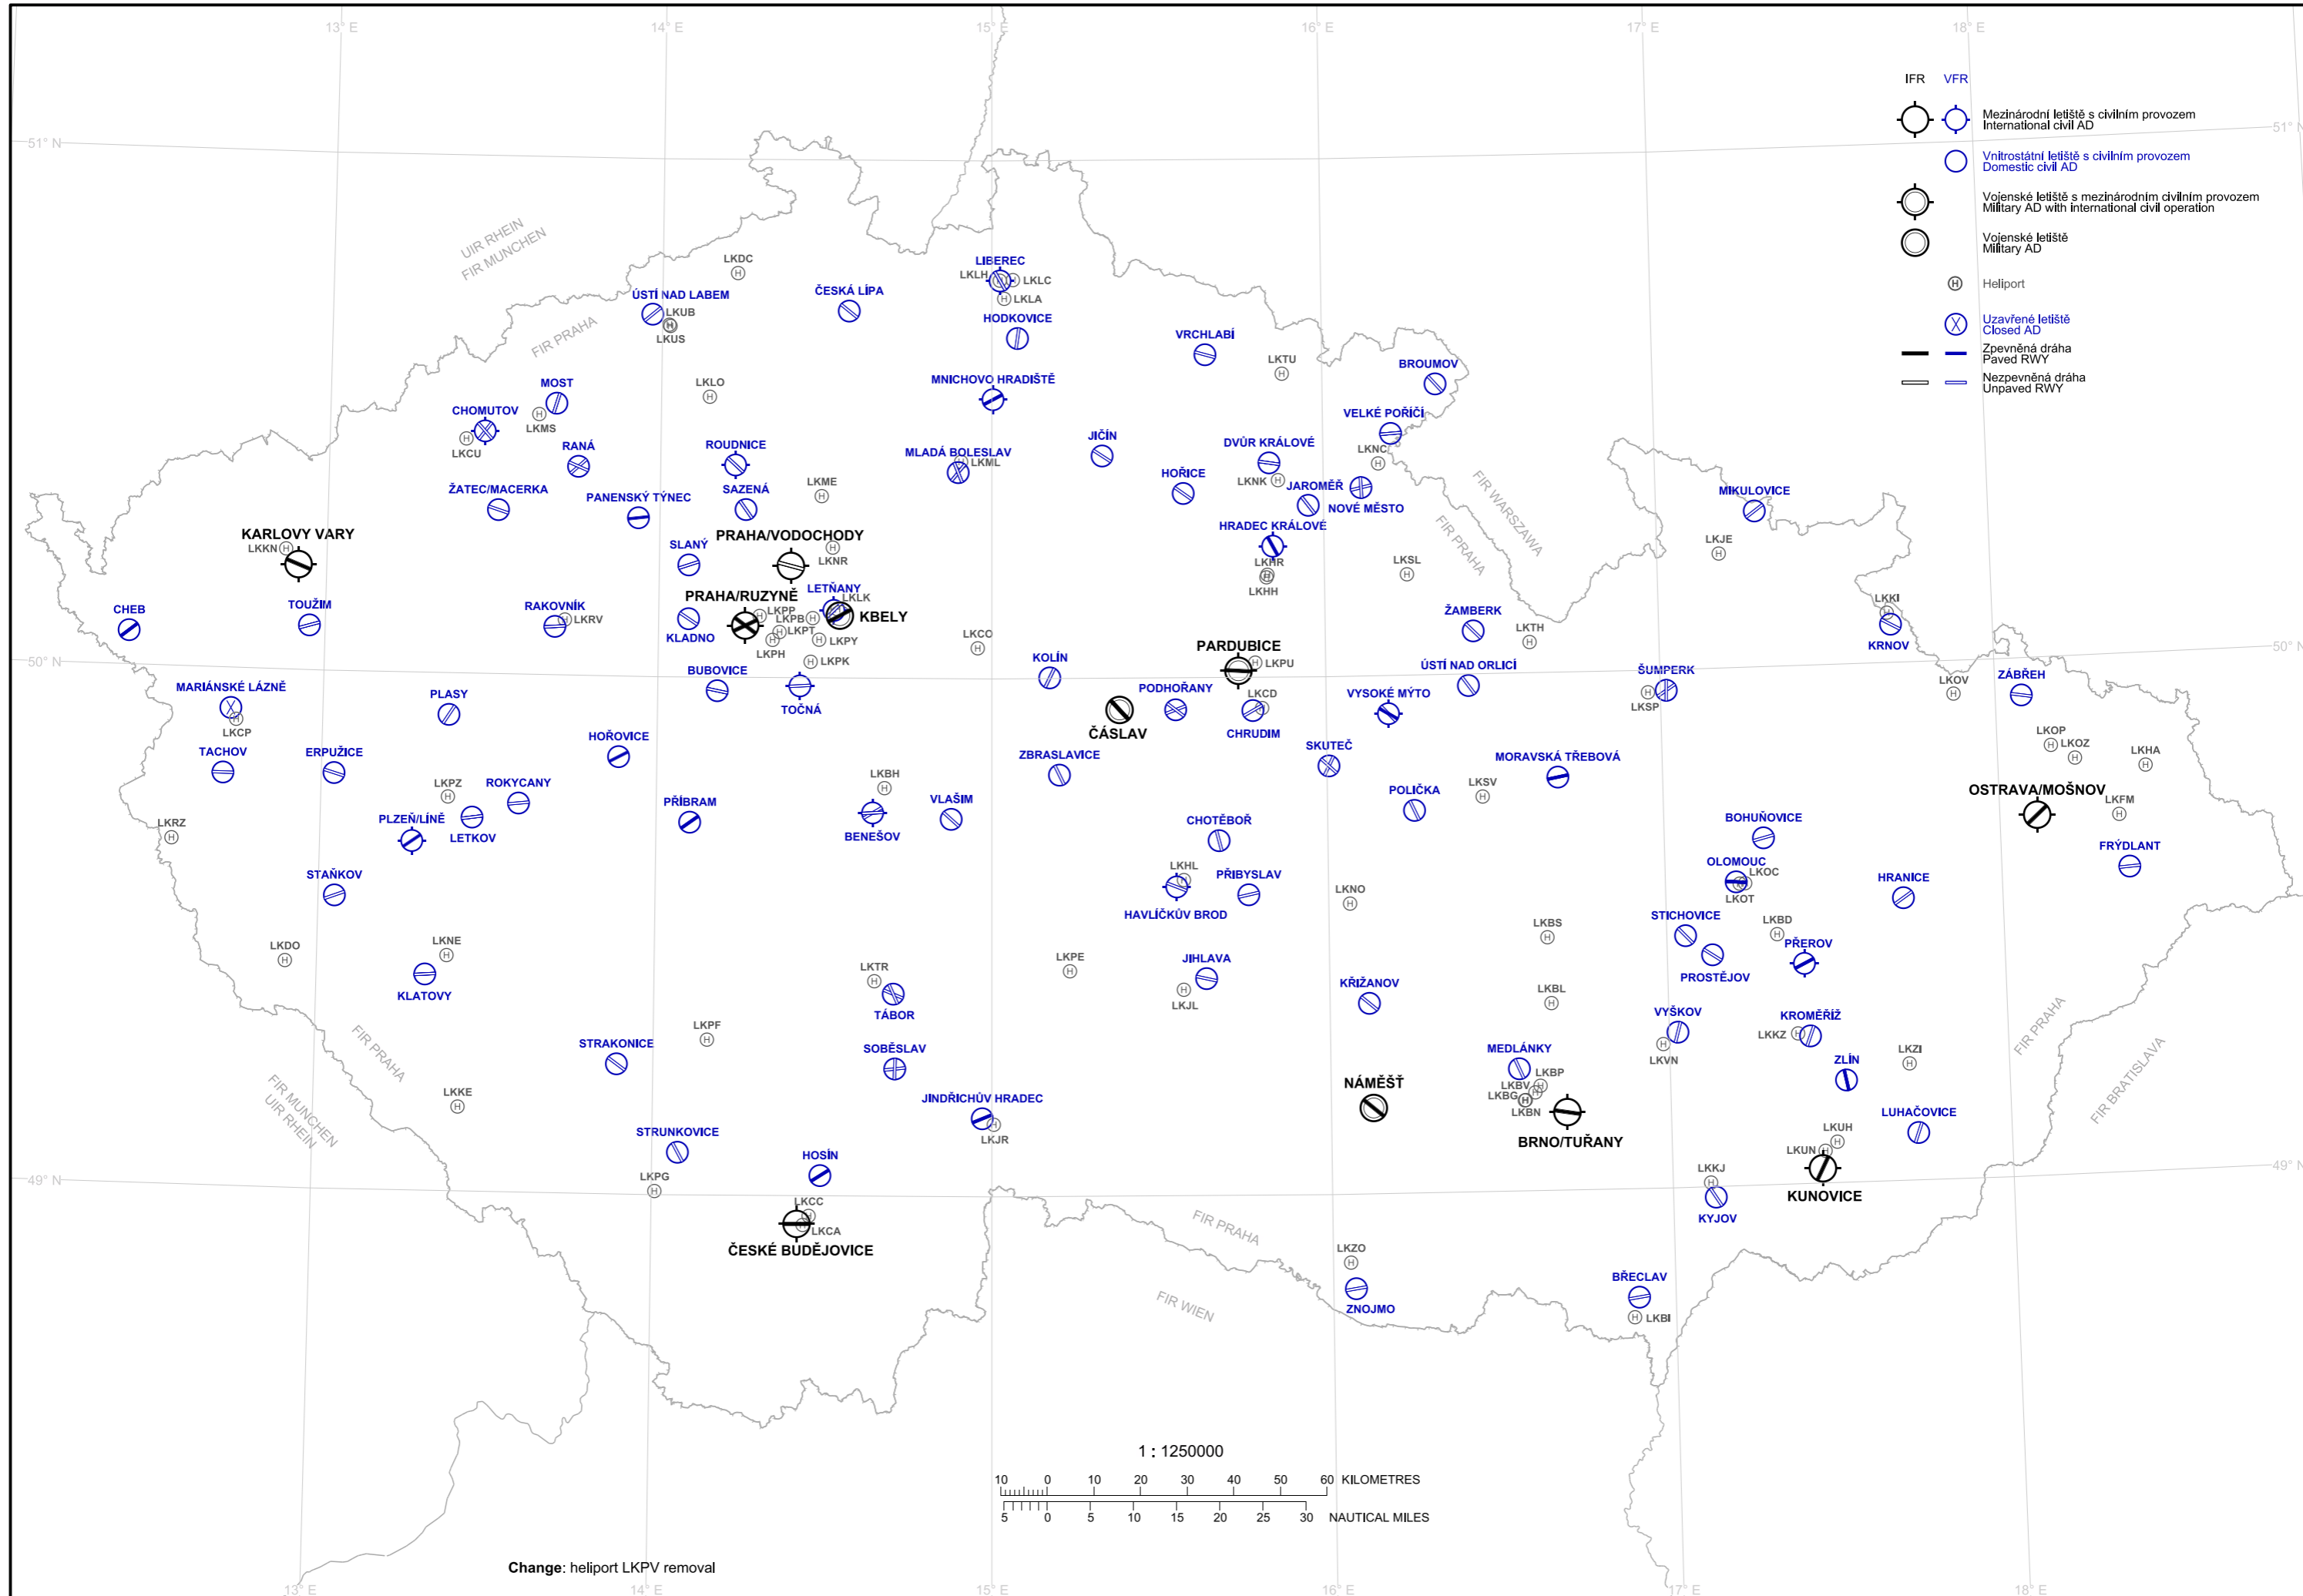 13° E
14° E
15° E
16° E
17° E
18° E
IFR VFR
Mezinárodní letiště s civilním provozem
International civil AD
Vnitrostátní letiště s civilním provozem
Domestic civil AD
Vojenské letiště s mezinárodním civilním provozem
Military AD with international civil operation
Vojenské letiště
Military AD
H Heliport
Uzavřené letiště
Closed AD
Zpevněná dráha
Paved RWY
Nezpevněná dráha
Unpaved RWY
51° N
51° N
UIR RHEIN
FIR MUNCHEN
FIR PRAHA
LKDC
LIBEREC
LKLH
LKLC
LKLA
ÚSTÍ NAD LABEM
LKUB
LKUS
ČESKÁ LÍPA
HODKOVICE
VRCHLABÍ
LKTU
BROUMOV
MOST
LKMS
LKLO
MNICHOVO HRADIŠTĚ
CHOMUTOV
LKCU
VELKÉ POŘÍČÍ
RANÁ
ROUDNICE
MLADÁ BOLESLAV
LKML
JIČÍN
DVŮR KRÁLOVÉ
LKNC
LKNK
HOŘICE
JAROMĚŘ
NOVÉ MĚSTO
FIR WARSZAWA
FIR PRAHA
MIKULOVICE
ŽATEC/MACERKA
PANENSKÝ TÝNEC
SAZENÁ
LKME
HRADEC KRÁLOVÉ
LKHR
LKHH
LKSL
LKJE
KARLOVY VARY
LKKN
SLANÝ
PRAHA/VODOCHODY
LKNR
PRAHA/RUZYNĚ
LETŇANY
LKLK
KBELY
LKPP
LKPB
LKPT
LKPH
LKPY
LKPK
CHEB
TOUŽIM
RAKOVNÍK
LKRV
KLADNO
LKCO
ŽAMBERK
LKTH
LKKI
KRNOV
50° N
50° N
PARDUBICE
LKPU
KOLÍN
BUBOVICE
TOČNÁ
PODHOŘANY
LKCD
CHRUDIM
ÚSTÍ NAD ORLICÍ
VYSOKÉ MÝTO
ŠUMPERK
LKSP
LKOV
ZÁBŘEH
MARIÁNSKÉ LÁZNĚ
LKCP
PLASY
ČÁSLAV
TACHOV
ERPUŽICE
HOŘOVICE
ZBRASLAVICE
SKUTEČ
MORAVSKÁ TŘEBOVÁ
LKOP
LKOZ
LKHA
LKPZ
ROKYCANY
LKBH
LKSV
OSTRAVA/MOŠNOV
LKFM
LKRZ
PLZEŇ/LÍNĚ
LETKOV
PŘÍBRAM
BENEŠOV
VLAŠIM
CHOTĚBOŘ
POLIČKA
BOHUŇOVICE
FRÝDLANT
STAŇKOV
LKHL
HAVLÍČKŮV BROD
PŘIBYSLAV
LKNO
OLOMOUC
LKOC
LKOT
HRANICE
LKDO
LKNE
KLATOVY
LKTR
TÁBOR
LKPE
JIHLAVA
LKJL
LKBS
STICHOVICE
PROSTĚJOV
LKBD
PŘEROV
KŘIŽANOV
LKBL
FIR PRAHA
FIR MUNCHEN
UIR RHEIN
LKPF
STRAKONICE
SOBĚSLAV
VYŠKOV
LKVN
LKKZ
KROMĚŘÍŽ
LKZI
ZLÍN
FIR PRAHA
FIR BRATISLAVA
LKKE
MEDLÁNKY
LKBP
LKBV
LKBG
LKBN
NÁMĚŠŤ
BRNO/TUŘANY
JINDŘICHŮV HRADEC
LKJR
STRUNKOVICE
HOSÍN
LUHAČOVICE
LKUH
LKUN
KUNOVICE
49° N
49° N
LKPG
LKCC
LKCA
ČESKÉ BUDĚJOVICE
LKKJ
KYJOV
FIR PRAHA
FIR WIEN
LKZO
ZNOJMO
BŘECLAV
LKBI
1 : 1250000
10 0 10 20 30 40 50 60 KILOMETRES
5 0 5 10 15 20 25 30 NAUTICAL MILES
Change: heliport LKPV removal
13° E
14° E
15° E
16° E
17° E
18° E